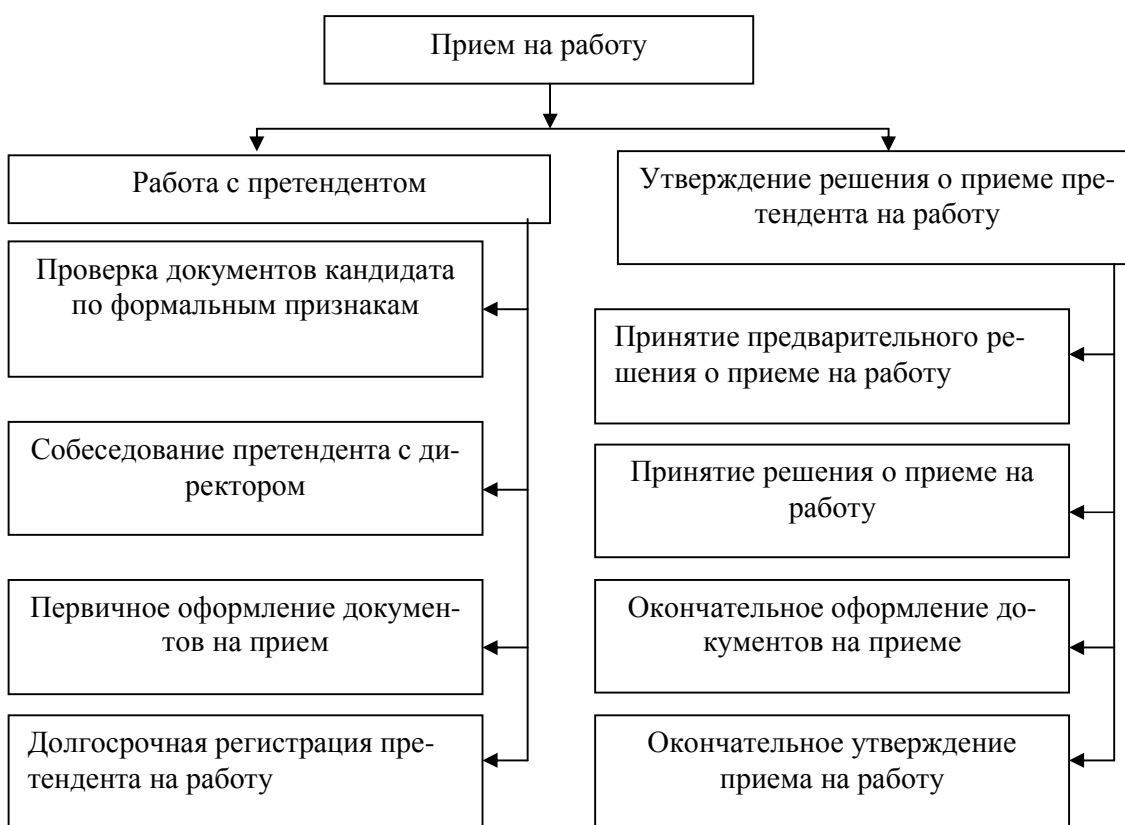 Прием на работу
Работа с претендентом
Проверка документов кандидата
по формальным признакам
Собеседование претендента с ди-
ректором
Первичное оформление докумен-
тов на прием
Долгосрочная регистрация пре-
тендента на работу
Утверждение решения о приеме пре-
тендента на работу
Принятие предварительного ре-
шения о приеме на работу
Принятие решения о приеме на
работу
Окончательное оформление до-
кументов на приеме
Окончательное утверждение
приема на работу